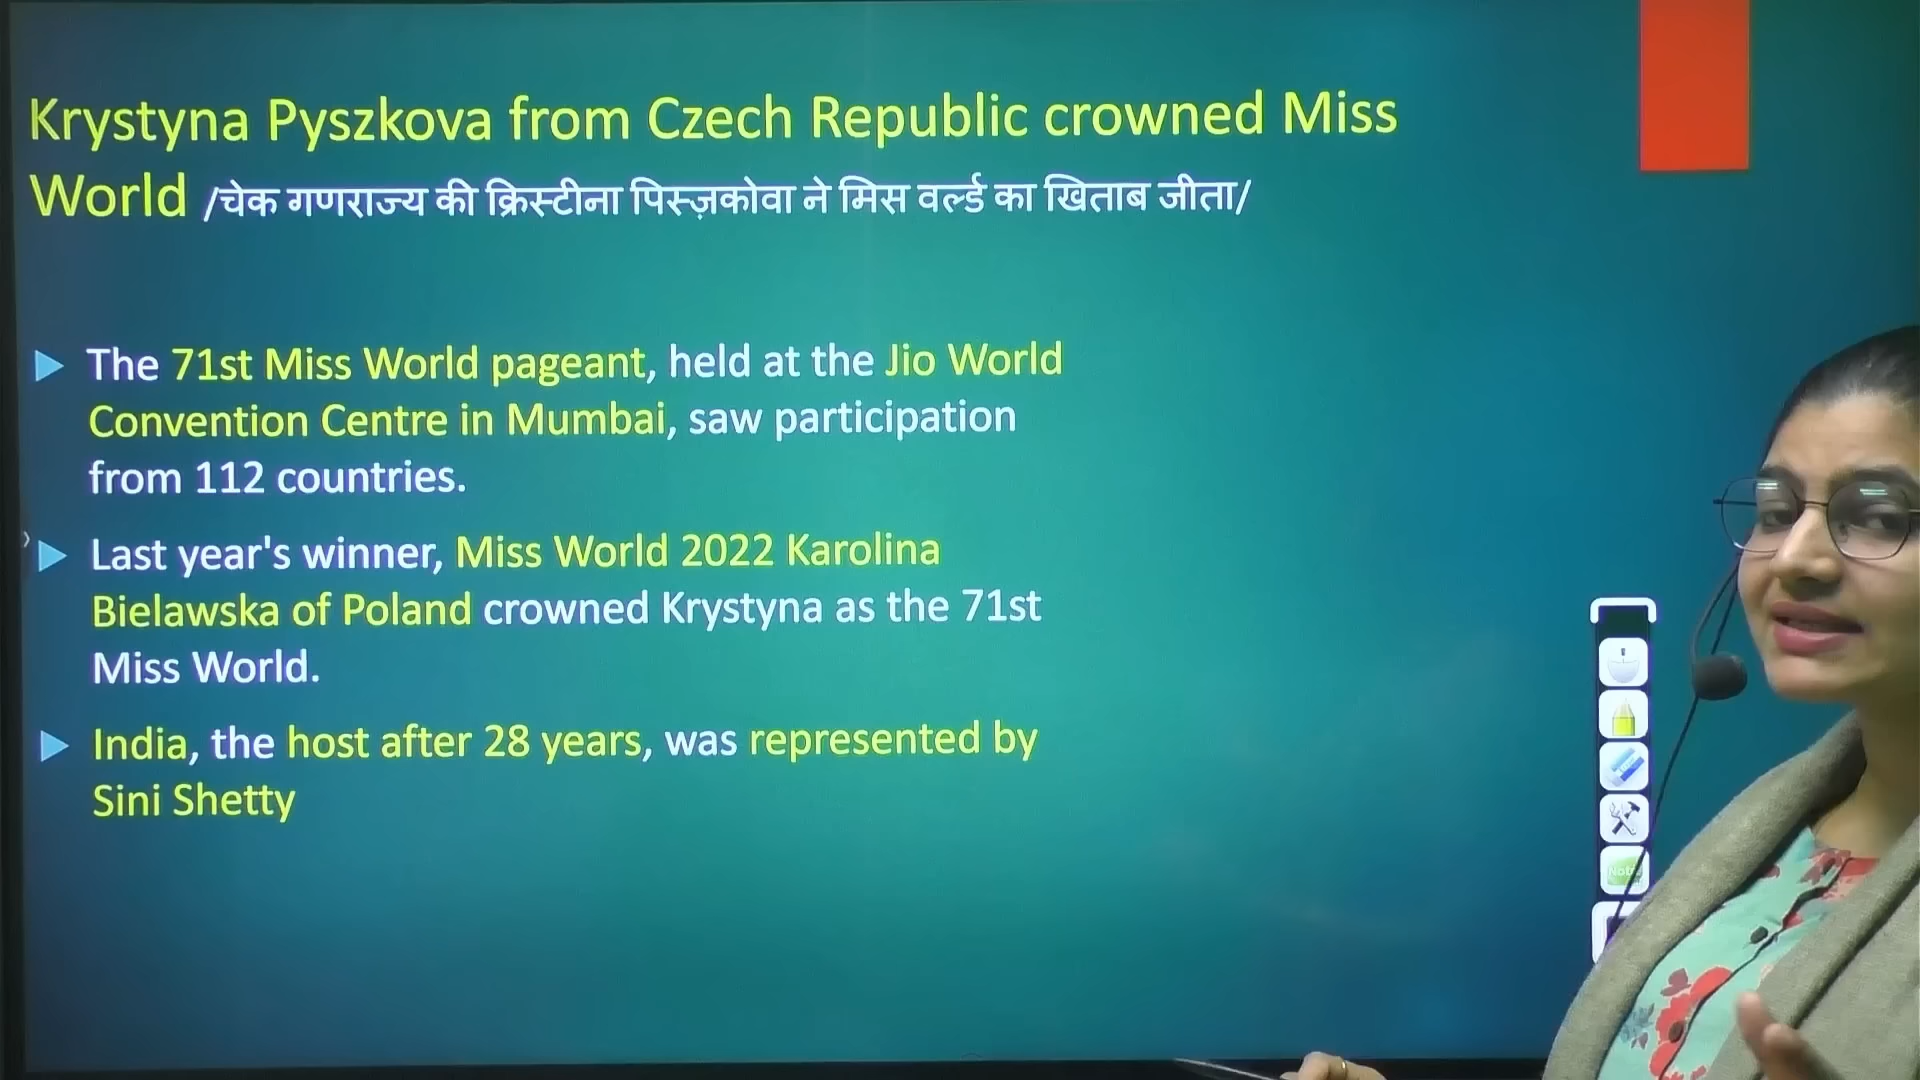 Krystyna Pyszkova from Czech Republic crowned Miss
World /चेक गणराज्य की क्रिस्टीना पिस्ज़कोवा ने मिस वर्ल्ड का खिताब जीता/
The 71st Miss World pageant, held at the Jio World
Convention Centre in Mumbai, saw participation
from 112 countries.
Last year's winner, Miss World 2022 Karolina
Bielawska of Poland crowned Krystyna as the 71st
Miss World.
India, the host after 28 years, was represented by
Sini Shetty